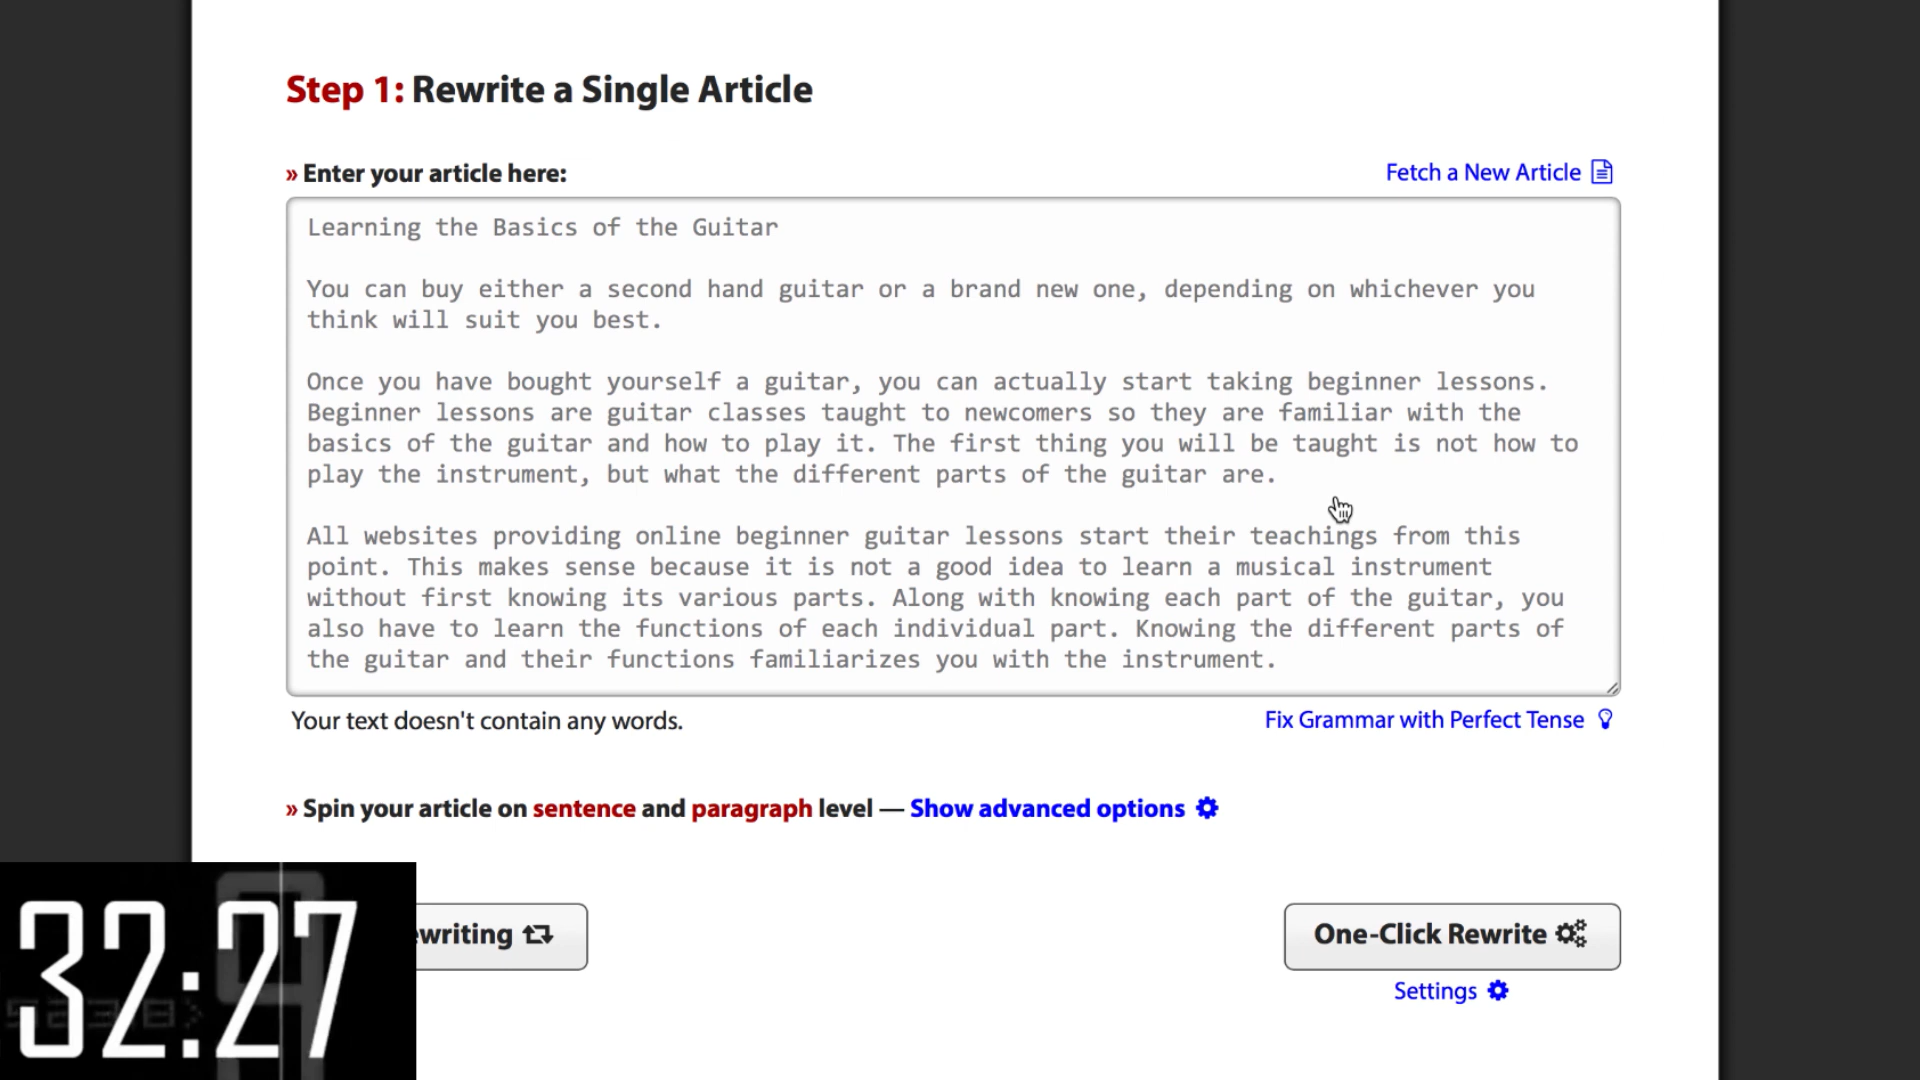 Step 1: Rewrite a Single Article
» Enter your article here:
Fetch a New Article
Learning the Basics of the Guitar
You can buy either a second hand guitar or a brand new one, depending on whichever you
think will suit you best.
Once you have bought yourself a guitar, you can actually start taking beginner lessons.
Beginner lessons are guitar classes taught to newcomers so they are familiar with the
basics of the guitar and how to play it. The first thing you will be taught is not how to
play the instrument, but what the different parts of the guitar are.
All websites providing online beginner guitar lessons start their teachings from this
point. This makes sense because it is not a good idea to learn a musical instrument
without first knowing its various parts. Along with knowing each part of the guitar, you
also have to learn the functions of each individual part. Knowing the different parts of
the guitar and their functions familiarizes you with the instrument.
Your text doesn't contain any words.
Fix Grammar with Perfect Tense
» Spin your article on sentence and paragraph level — Show advanced options
ewriting
One-Click Rewrite
Settings
32:27